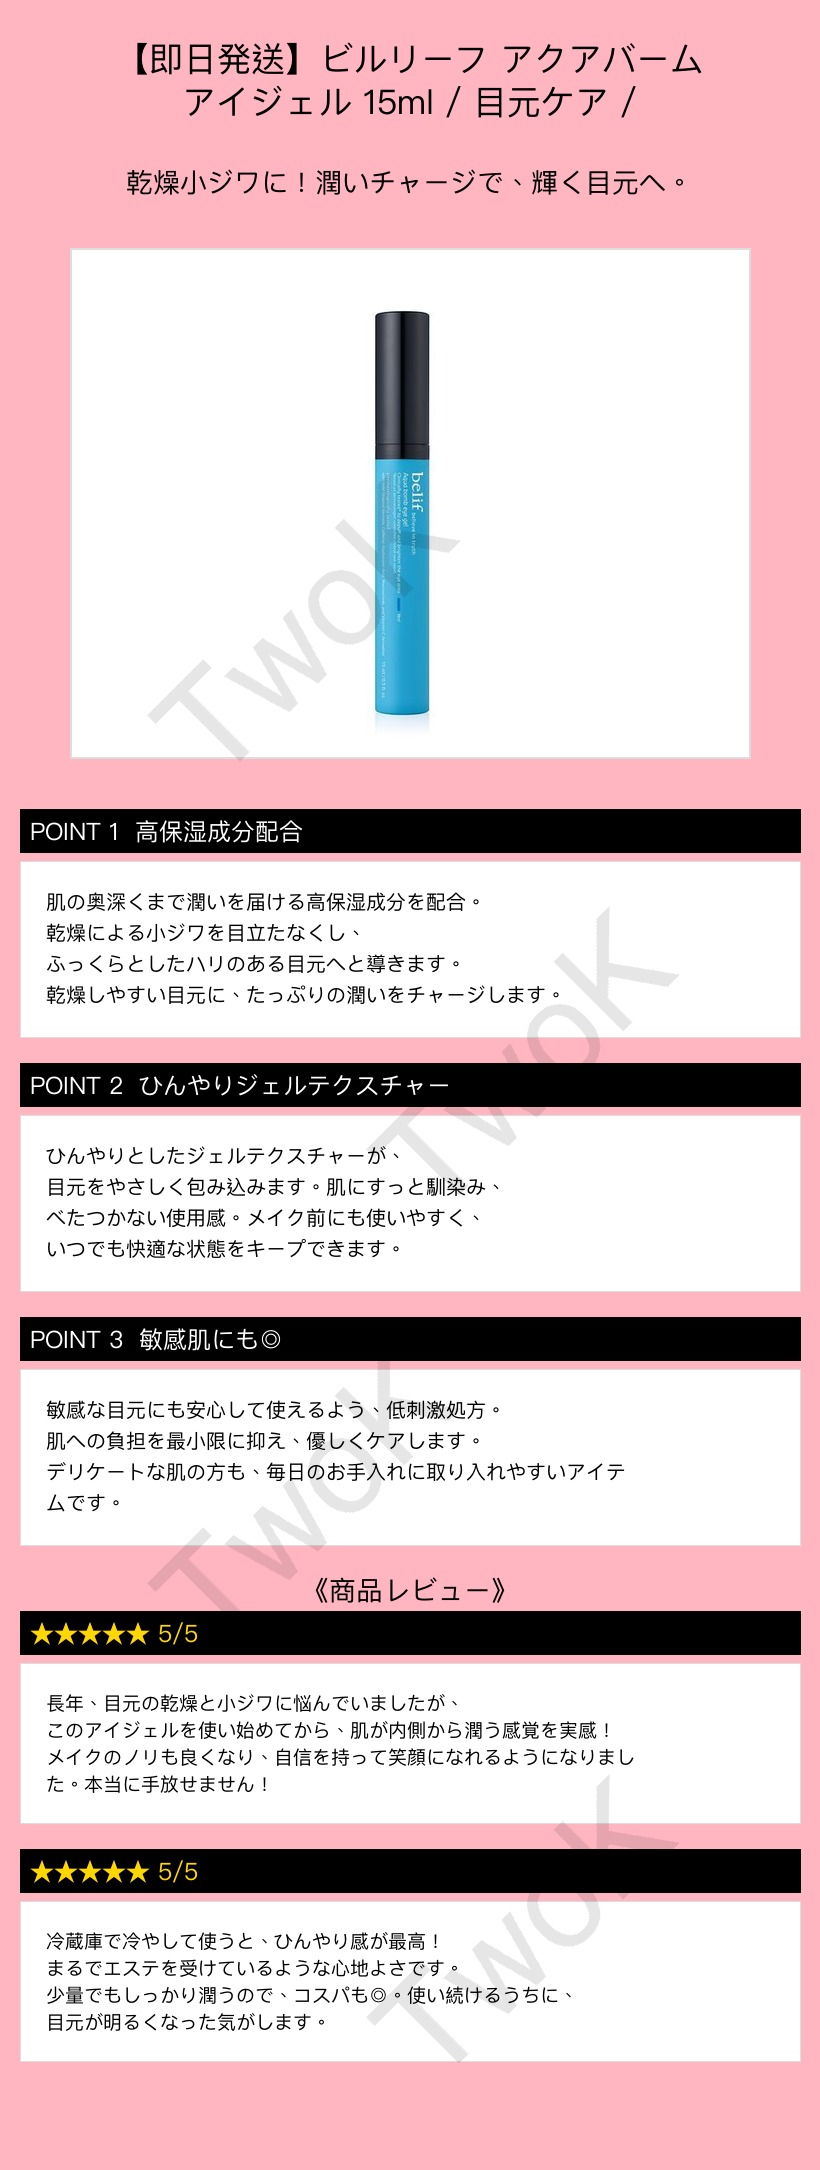 【即日発送】ビルリーフ アクアバーム
アイジェル 15ml / 目元ケア /
乾燥小ジワに！潤いチャージで、輝く目元へ。
belif believe in truth
Aqua bomb eye gel
Twok
POINT 1 高保湿成分配合
肌の奥深くまで潤いを届ける高保湿成分を配合。
乾燥による小ジワを目立たなくし、
ふっくらとしたハリのある目元へと導きます。
乾燥しやすい目元に、たっぷりの潤いをチャージします。
Twok
POINT 2 ひんやりジェルテクスチャー
ひんやりとしたジェルテクスチャーが、
目元をやさしく包み込みます。肌にすっと馴染み、
べたつかない使用感。メイク前にも使いやすく、
いつでも快適な状態をキープできます。
POINT 3 敏感肌にも◎
敏感な目元にも安心して使えるよう、低刺激処方。
肌への負担を最小限に抑え、優しくケアします。
デリケートな肌の方も、毎日のお手入れに取り入れやすいアイテ
ムです。
Twok
《商品レビュー》
★★★★★ 5/5
長年、目元の乾燥と小ジワに悩んでいましたが、
このアイジェルを使い始めてから、肌が内側から潤う感覚を実感！
メイクのノリも良くなり、自信を持って笑顔になれるようになりまし
た。本当に手放せません！
★★★★★ 5/5
冷蔵庫で冷やして使うと、ひんやり感が最高！
まるでエステを受けているような心地よさです。
少量でもしっかり潤うので、コスパも◎。使い続けるうちに、
目元が明るくなった気がします。
Twok